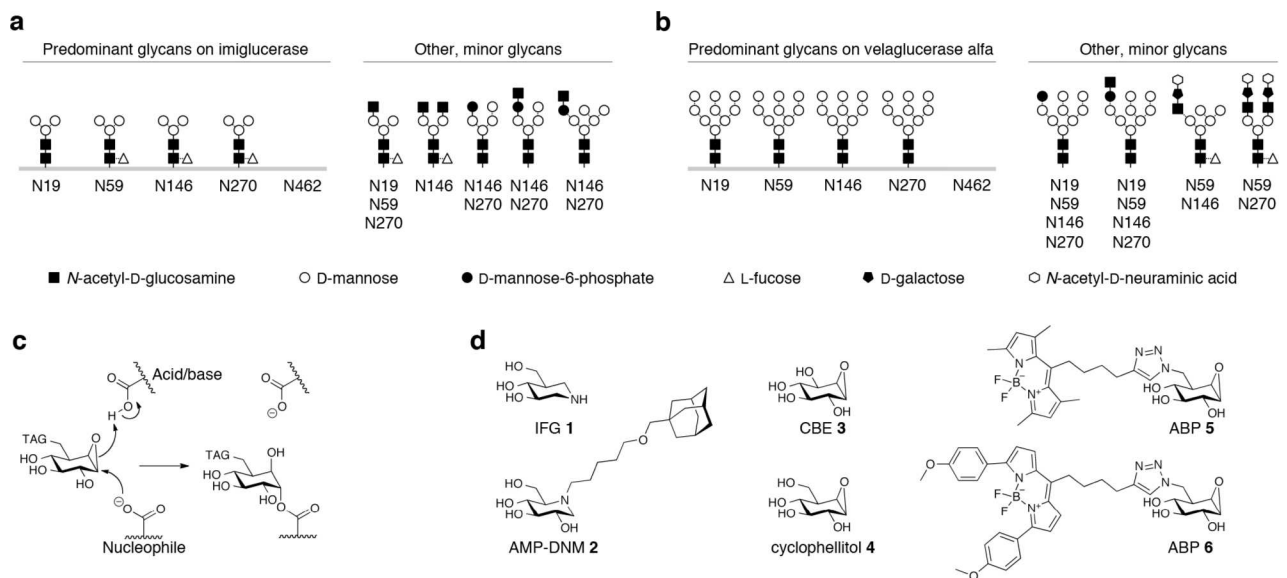 a
Predominant glycans on imiglucerase
Other, minor glycans
N19 N59 N146 N270 N462
N19 N146 N146 N146 N146
N59 N270 N270 N270
N270
b
Predominant glycans on velaglucerase alfa
Other, minor glycans
N19 N59 N146 N270 N462
N19 N19 N59 N59
N59 N59 N146 N270
N146 N146
N270 N270
N-acetyl-D-glucosamine D-mannose D-mannose-6-phosphate L-fucose D-galactose N-acetyl-D-neuraminic acid
c
Acid/base
O
O
H
O
O
⊖
TAG
O
HO
HO
OH
TAG
OH
HO
HO
HO
O
O
⊖
O
O
Nucleophile
d
HO
HO
HO
NH
IFG 1
O
HO
HO
HO
N
OH
AMP-DNM 2
HO
O
HO
HO
OH
CBE 3
HO
O
HO
HO
OH
cyclophellitol 4
N
F
B⁻
F
N⁺
N=N
N
O
HO
HO
OH
ABP 5
O
N
F
B⁻
F
N⁺
N=N
N
O
HO
HO
OH
O
ABP 6